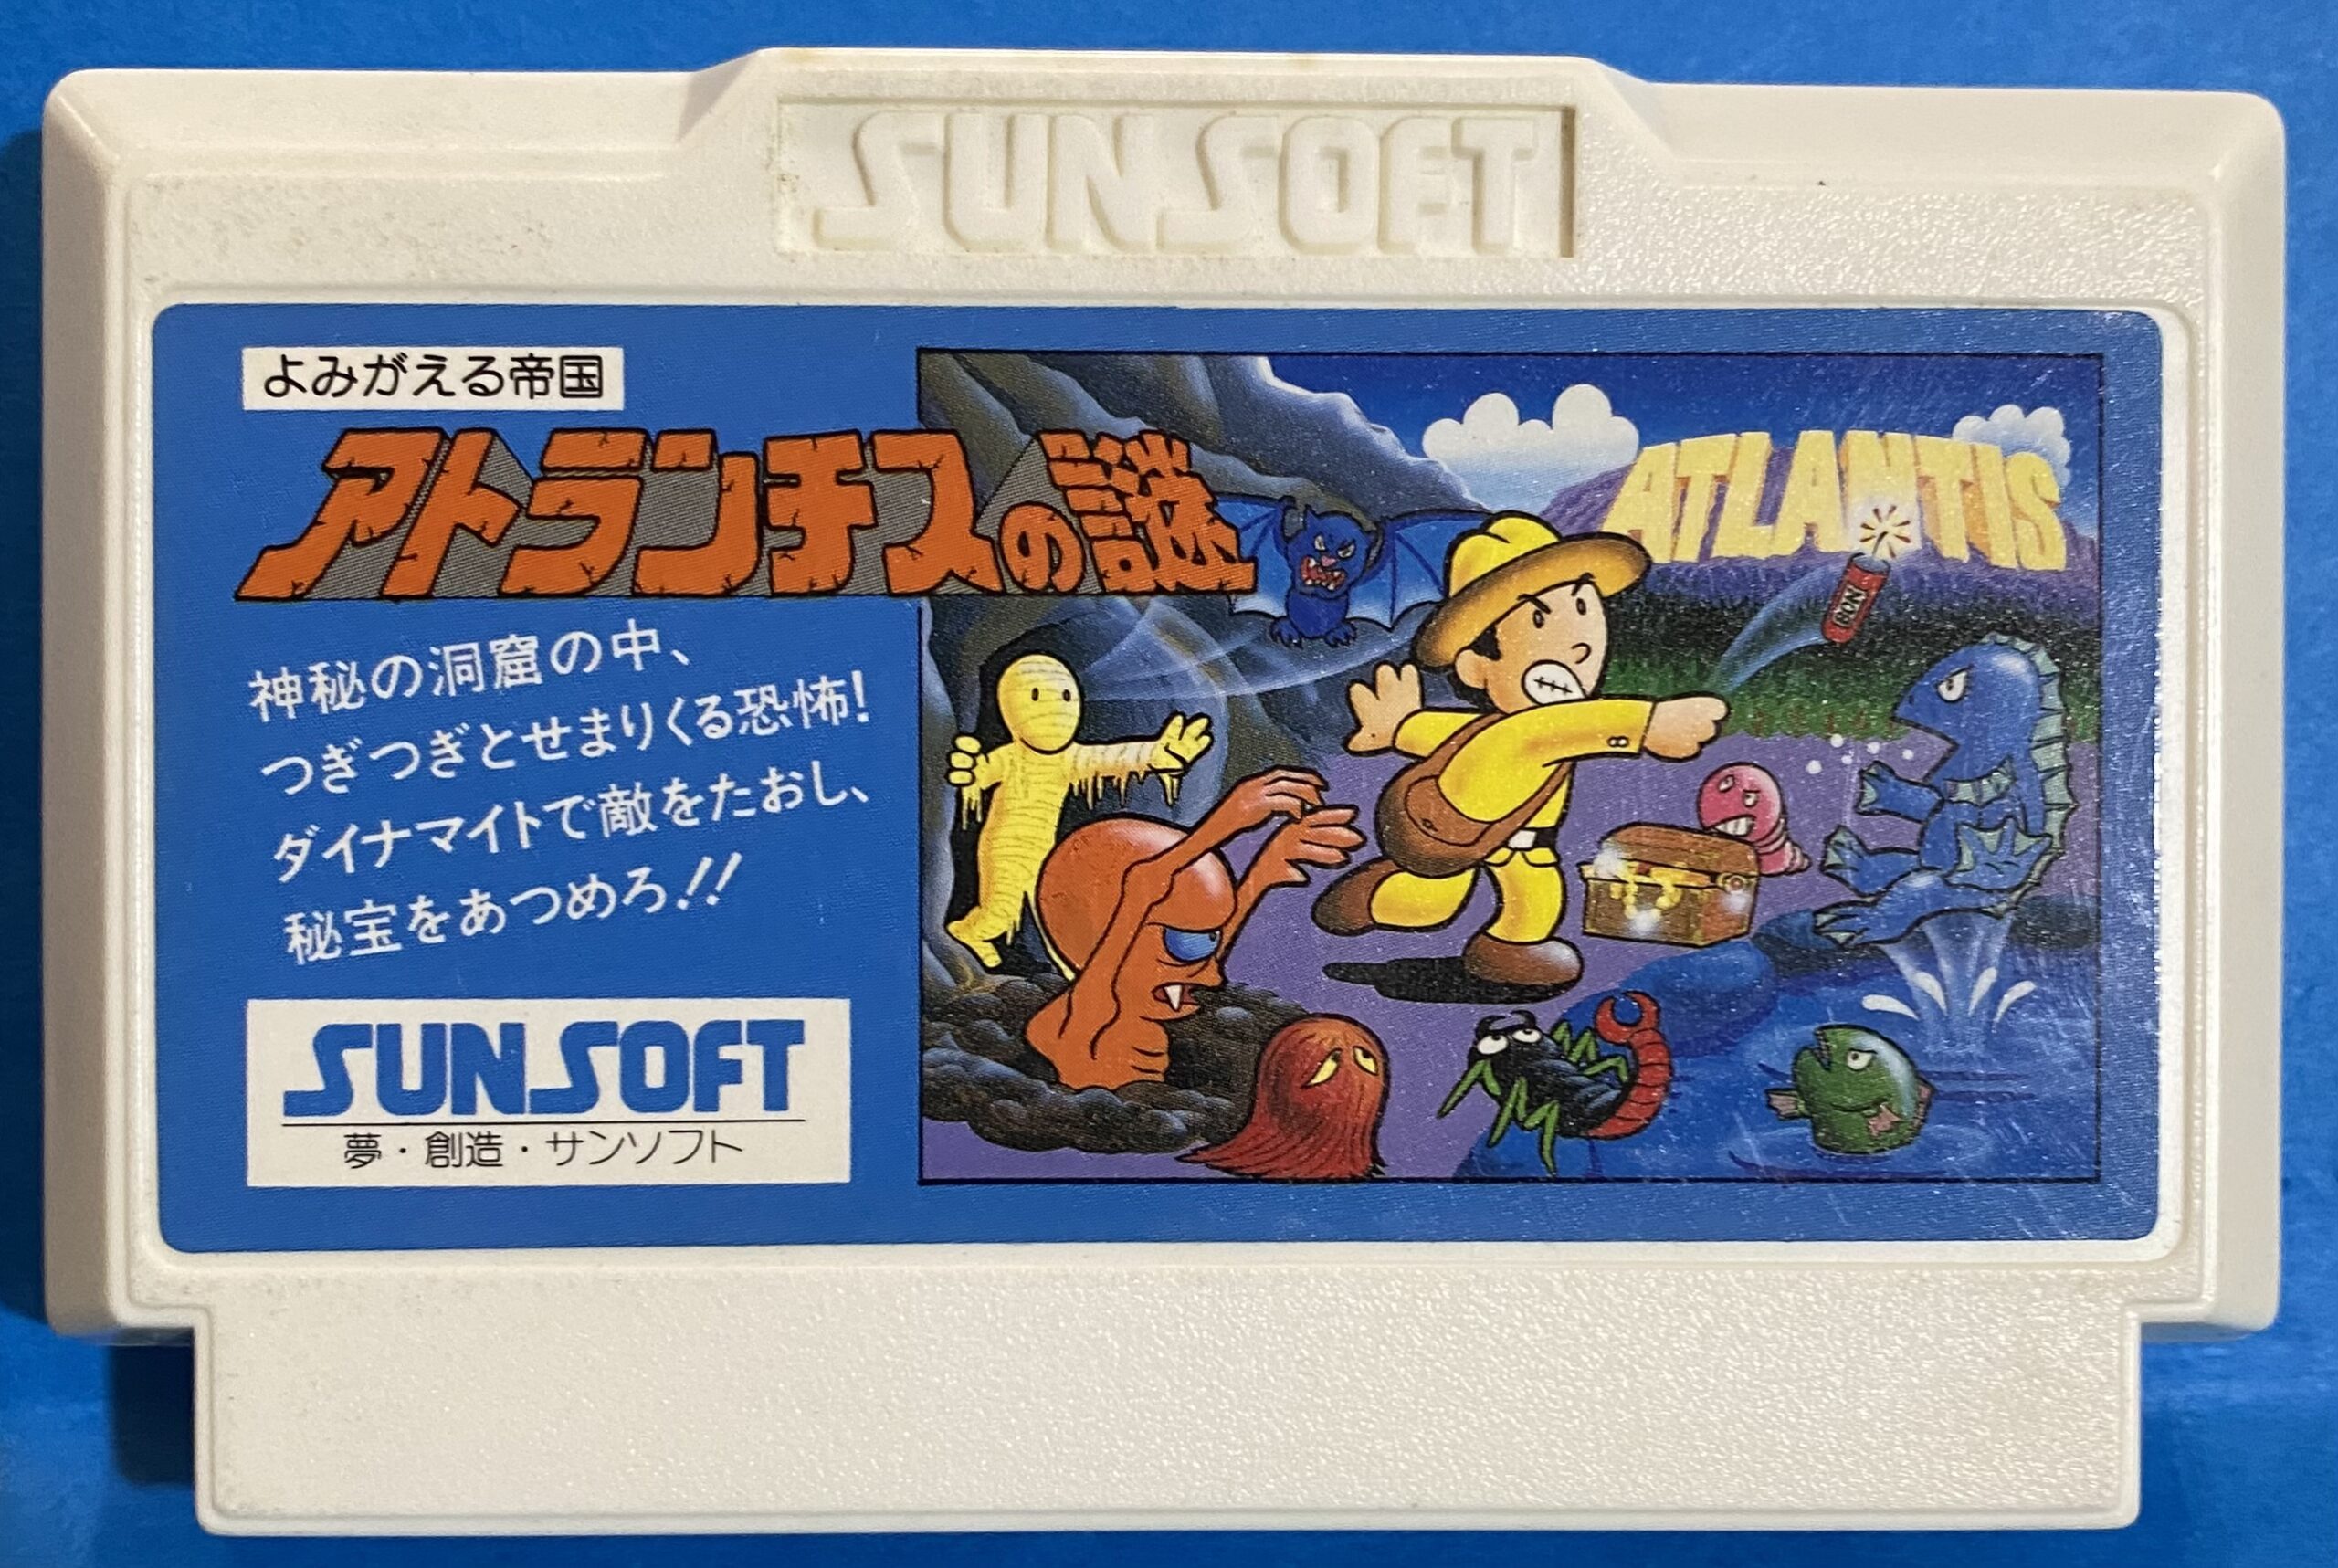 SUNSOFT
よみがえる帝国
アトランチスの謎
ATLANTIS
BON
神秘の洞窟の中、
つぎつぎとせまりくる恐怖!
ダイナマイトで敵をたおし、
秘宝をあつめろ!!
SUNSOFT
夢・創造・サンソフト